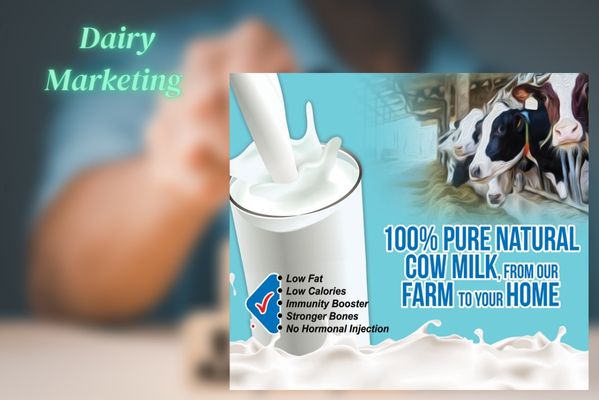 Dairy
Marketing
100% PURE NATURAL
COW MILK, FROM OUR
FARM TO YOUR HOME
Low Fat
Low Calories
Immunity Booster
Stronger Bones
No Hormonal Injection